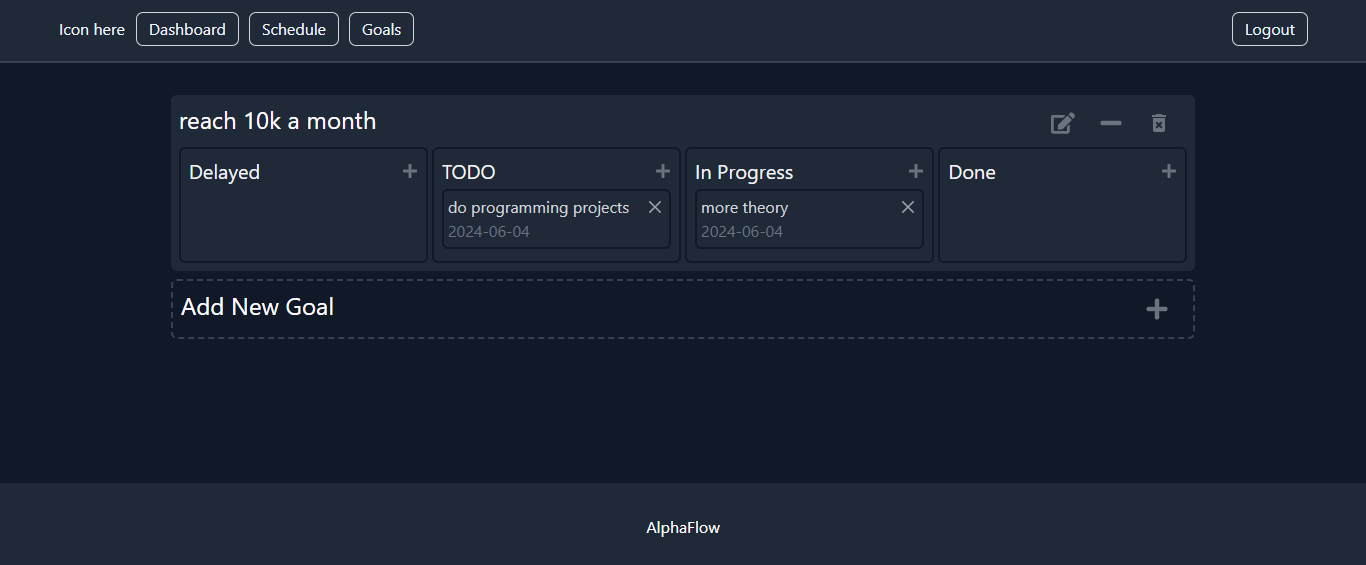 Icon here Dashboard Schedule Goals Logout
reach 10k a month
Delayed TODO In Progress Done
do programming projects more theory
2024-06-04 2024-06-04
Add New Goal
AlphaFlow